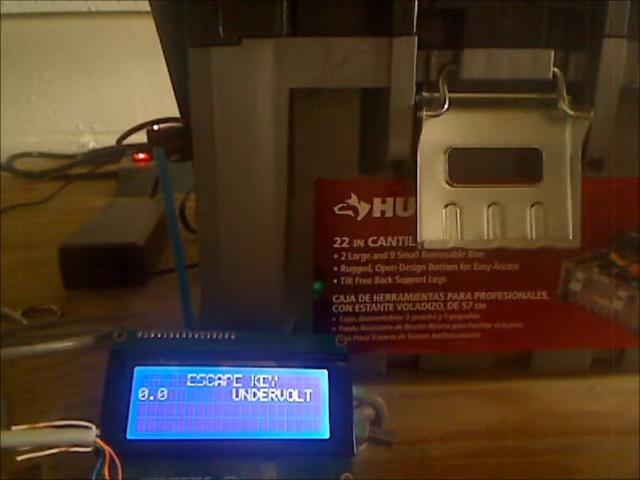 HU
22 IN CANTIL
• 2 Large and 9 Small Removable Bins
• Rugged, Open Design Bottom for Easy Access
• Tilt Free Back Support Legs
CAJA DE HERRAMIENTAS PARA PROFESIONALES,
CON ESTANTE VOLADIZO, DE 57 cm
ESCAPE KEY
0.0 UNDERVOLT